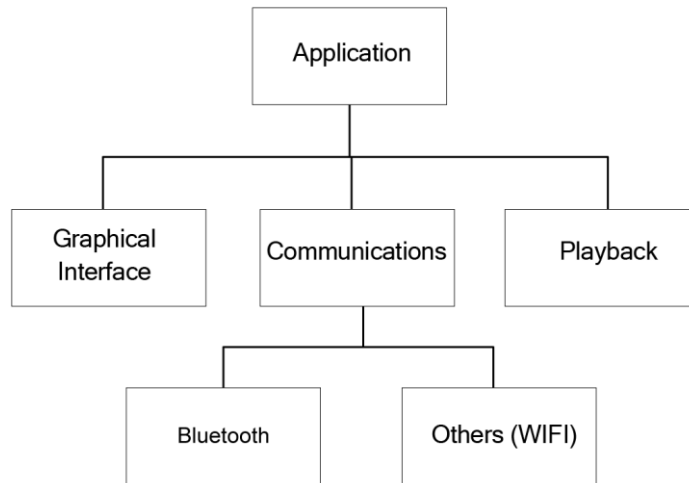 Application
Graphical
Interface
Communications
Playback
Bluetooth
Others (WIFI)